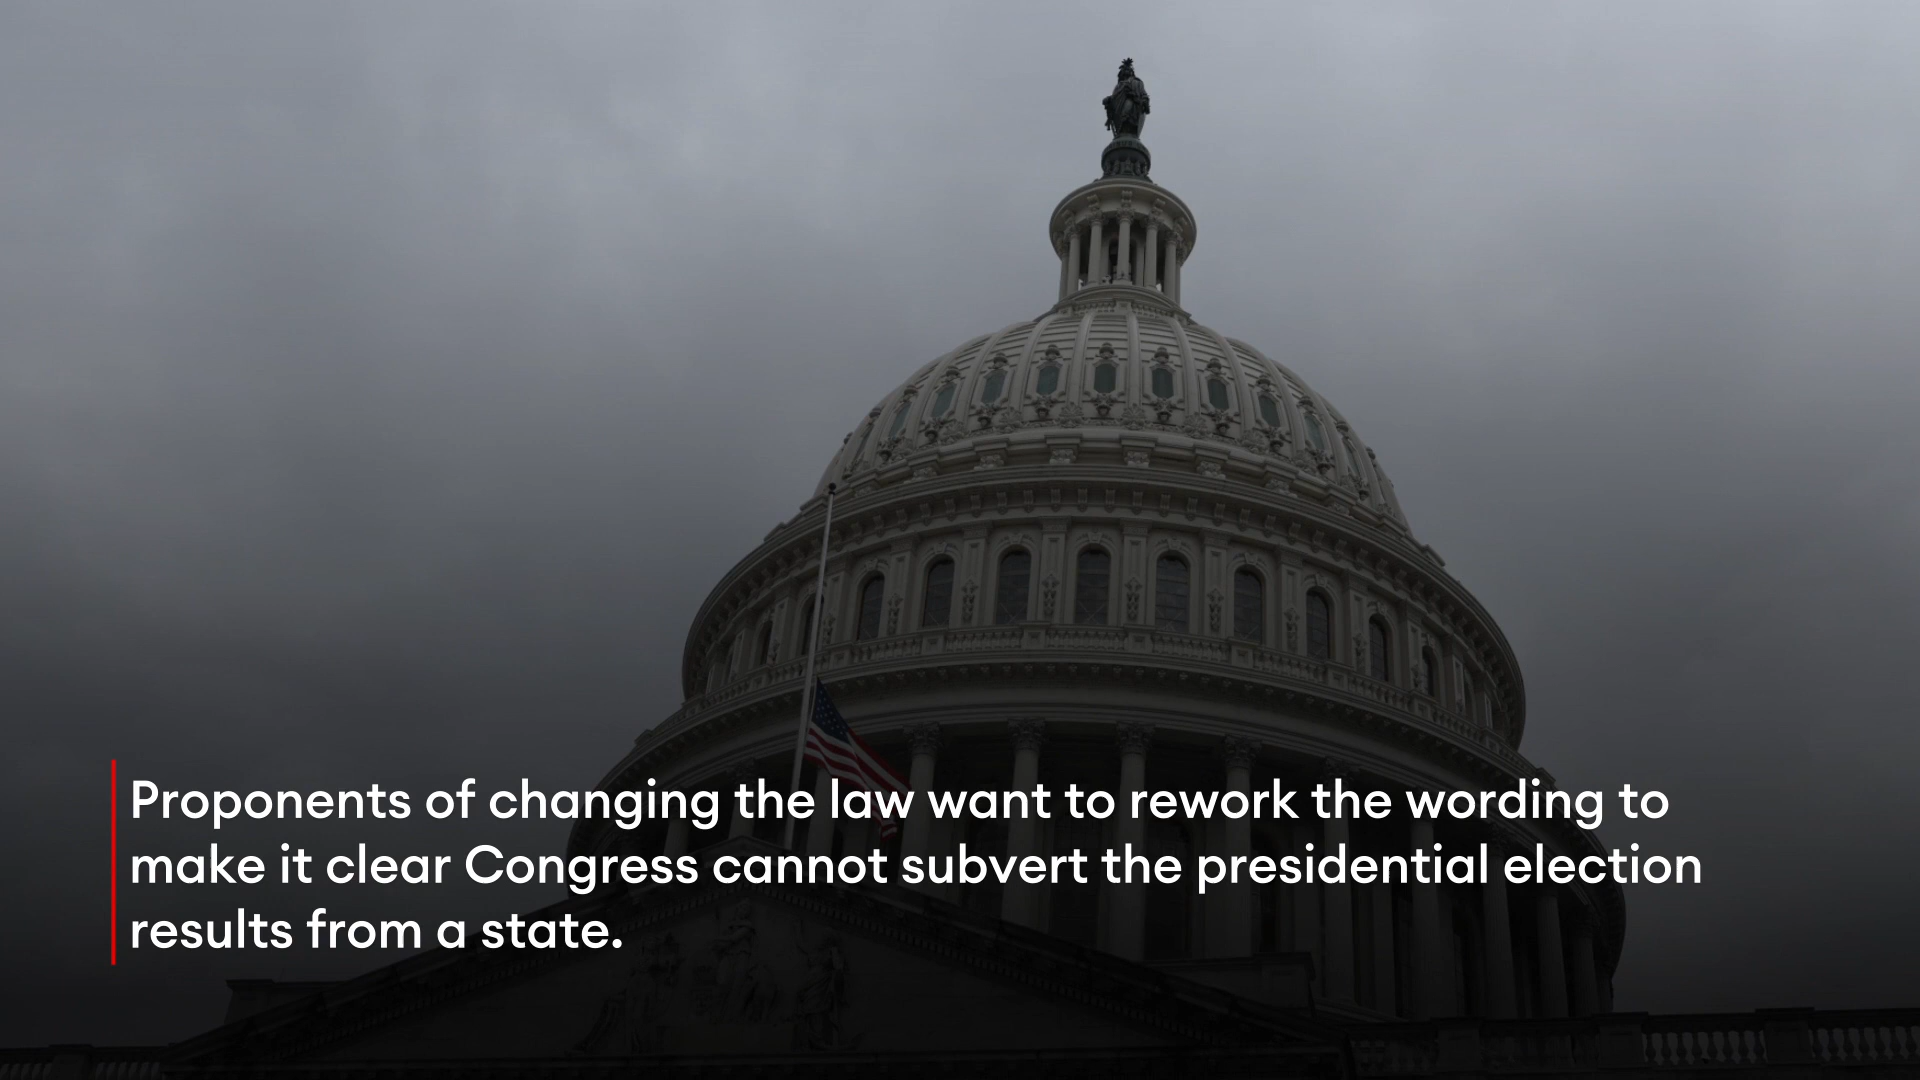 Proponents of changing the law want to rework the wording to
make it clear Congress cannot subvert the presidential election
results from a state.